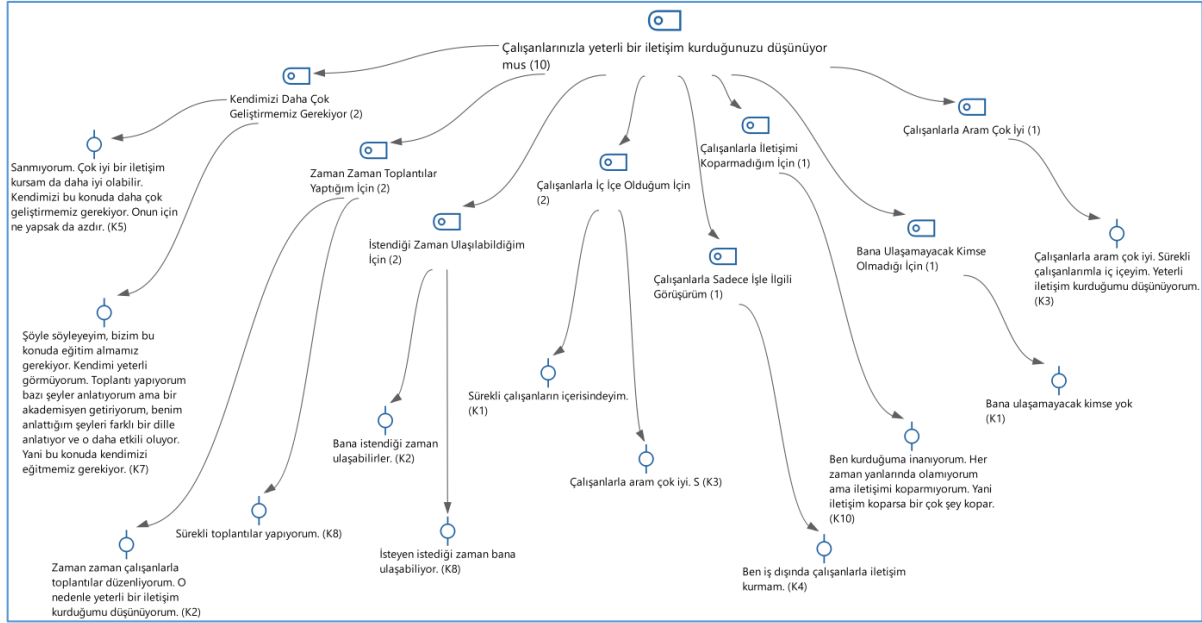 Çalışanlarınızla yeterli bir iletişim kurduğunuzu düşünüyor
mus (10)
Kendimizi Daha Çok
Geliştirmemiz Gerekiyor (2)
Sanmıyorum. Çok iyi bir iletişim
kursam da daha iyi olabilir.
Kendimizi bu konuda daha çok
geliştirmemiz gerekiyor. Onun için
ne yapsak da azdır. (K5)
Şöyle söyleyeyim, bizim bu
konuda eğitim almamız
gerekiyor. Kendimi yeterli
görmüyorum. Toplantı yapıyorum
bazı şeyler anlatıyorum ama bir
akademisyen getiriyorum, benim
anlattığım şeyleri farklı bir dille
anlatıyor ve o daha etkili oluyor.
Yani bu konuda kendimizi
eğitmemiz gerekiyor. (K7)
Zaman Zaman Toplantılar
Yaptığım İçin (2)
Zaman zaman çalışanlarla
toplantılar düzenliyorum. O
nedenle yeterli bir iletişim
kurduğumu düşünüyorum. (K2)
Sürekli toplantılar yapıyorum. (K8)
İstendiği Zaman Ulaşılabildiğim
İçin (2)
Bana istendiği zaman
ulaşabilirler. (K2)
İsteyen istediği zaman bana
ulaşabiliyor. (K8)
Çalışanlarla İç İçe Olduğum İçin
(2)
Sürekli çalışanların içerisindeyim.
(K1)
Çalışanlarla aram çok iyi. S (K3)
Çalışanlarla Sadece İşle İlgili
Görüşürüm (1)
Ben iş dışında çalışanlarla iletişim
kurmam. (K4)
Çalışanlarla İletişimi
Koparmadığım İçin (1)
Ben kurduğuma inanıyorum. Her
zaman yanlarında olamıyorum
ama iletişimi koparmıyorum. Yani
iletişim koparsa bir çok şey kopar.
(K10)
Bana Ulaşamayacak Kimse
Olmadığı İçin (1)
Bana ulaşamayacak kimse yok
(K1)
Çalışanlarla Aram Çok İyi (1)
Çalışanlarla aram çok iyi. Sürekli
çalışanlarımla iç içeyim. Yeterli
iletişim kurduğumu düşünüyorum.
(K3)